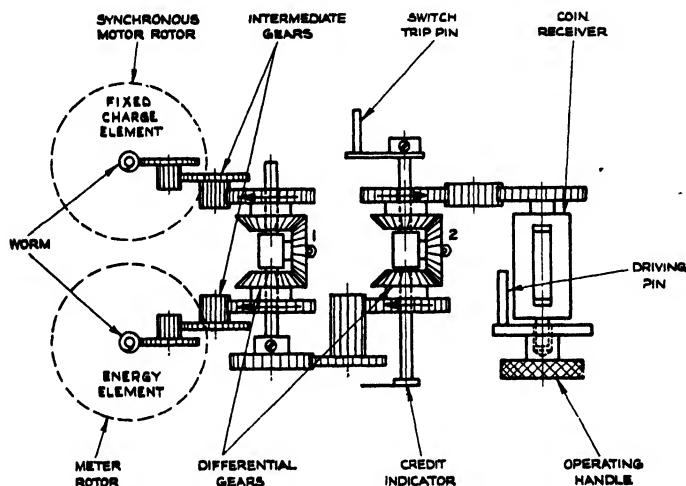 SYNCHRONOUS
MOTOR ROTOR
INTERMEDIATE
GEARS
SWITCH
TRIP PIN
COIN
RECEIVER
FIXED
CHARGE
ELEMENT
WORM
1
2
DRIVING
PIN
ENERGY
ELEMENT
METER
ROTOR
DIFFERENTIAL
GEARS
CREDIT
INDICATOR
OPERATING
HANDLE